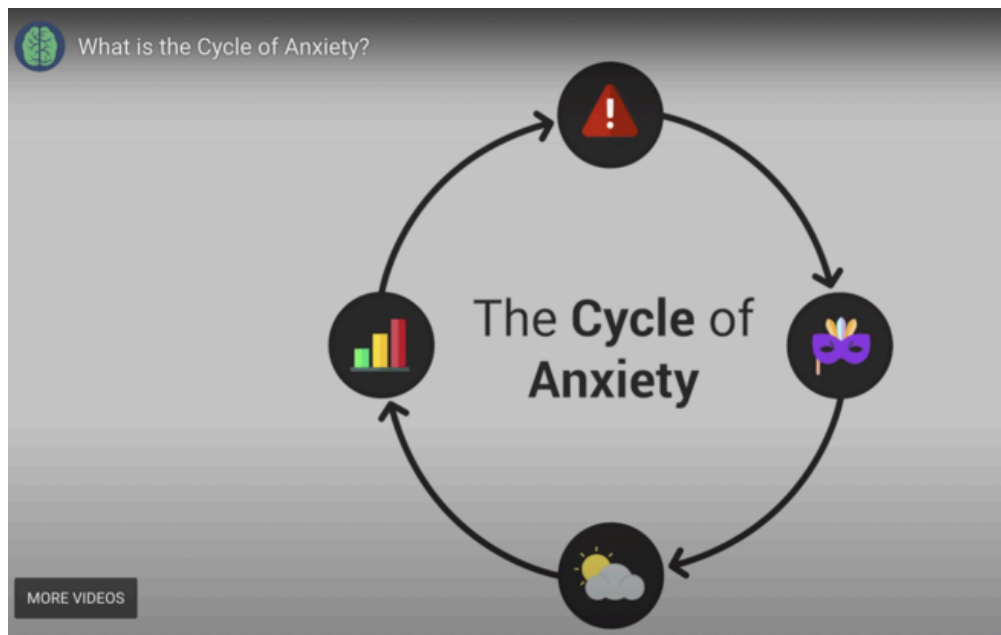 What is the Cycle of Anxiety?
The Cycle of
Anxiety
MORE VIDEOS